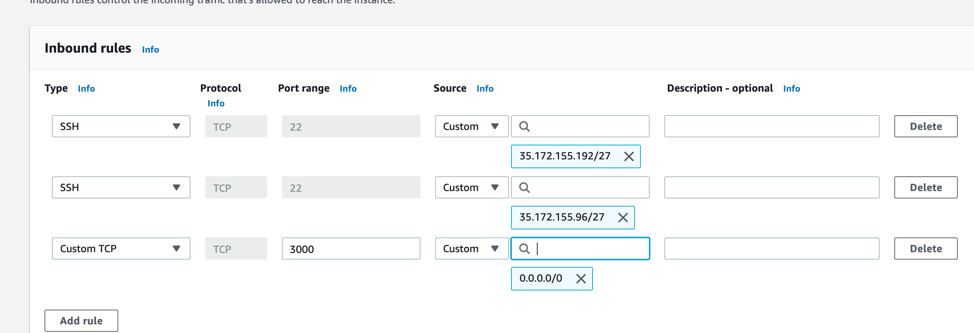 Inbound rules control the incoming traffic that's allowed to reach the instance.
Inbound rules Info
Type Info Protocol Info Port range Info Source Info Description - optional Info
SSH TCP 22 Custom Delete
35.172.155.192/27
SSH TCP 22 Custom Delete
35.172.155.96/27
Custom TCP TCP 3000 Custom Delete
0.0.0.0/0
Add rule